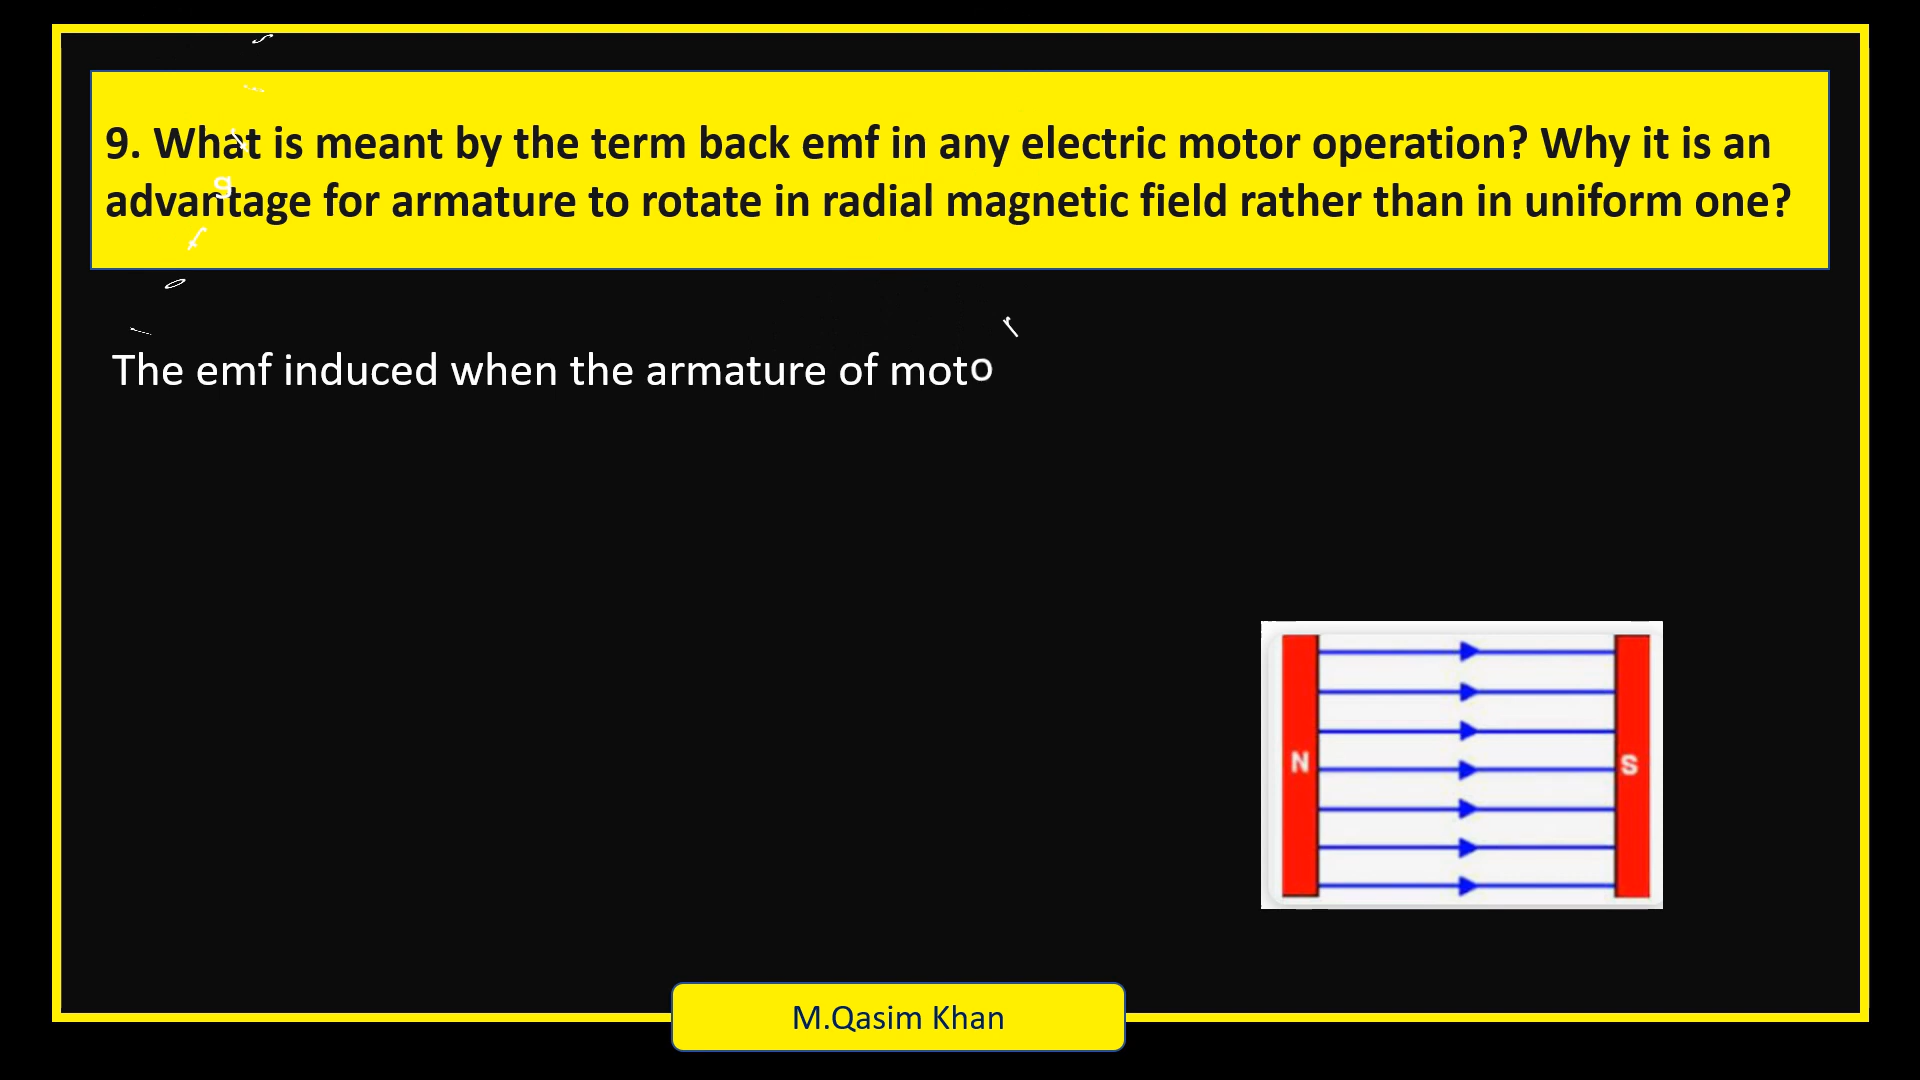 9. What is meant by the term back emf in any electric motor operation? Why it is an
advantage for armature to rotate in radial magnetic field rather than in uniform one?
The emf induced when the armature of motor
N
S
M.Qasim Khan